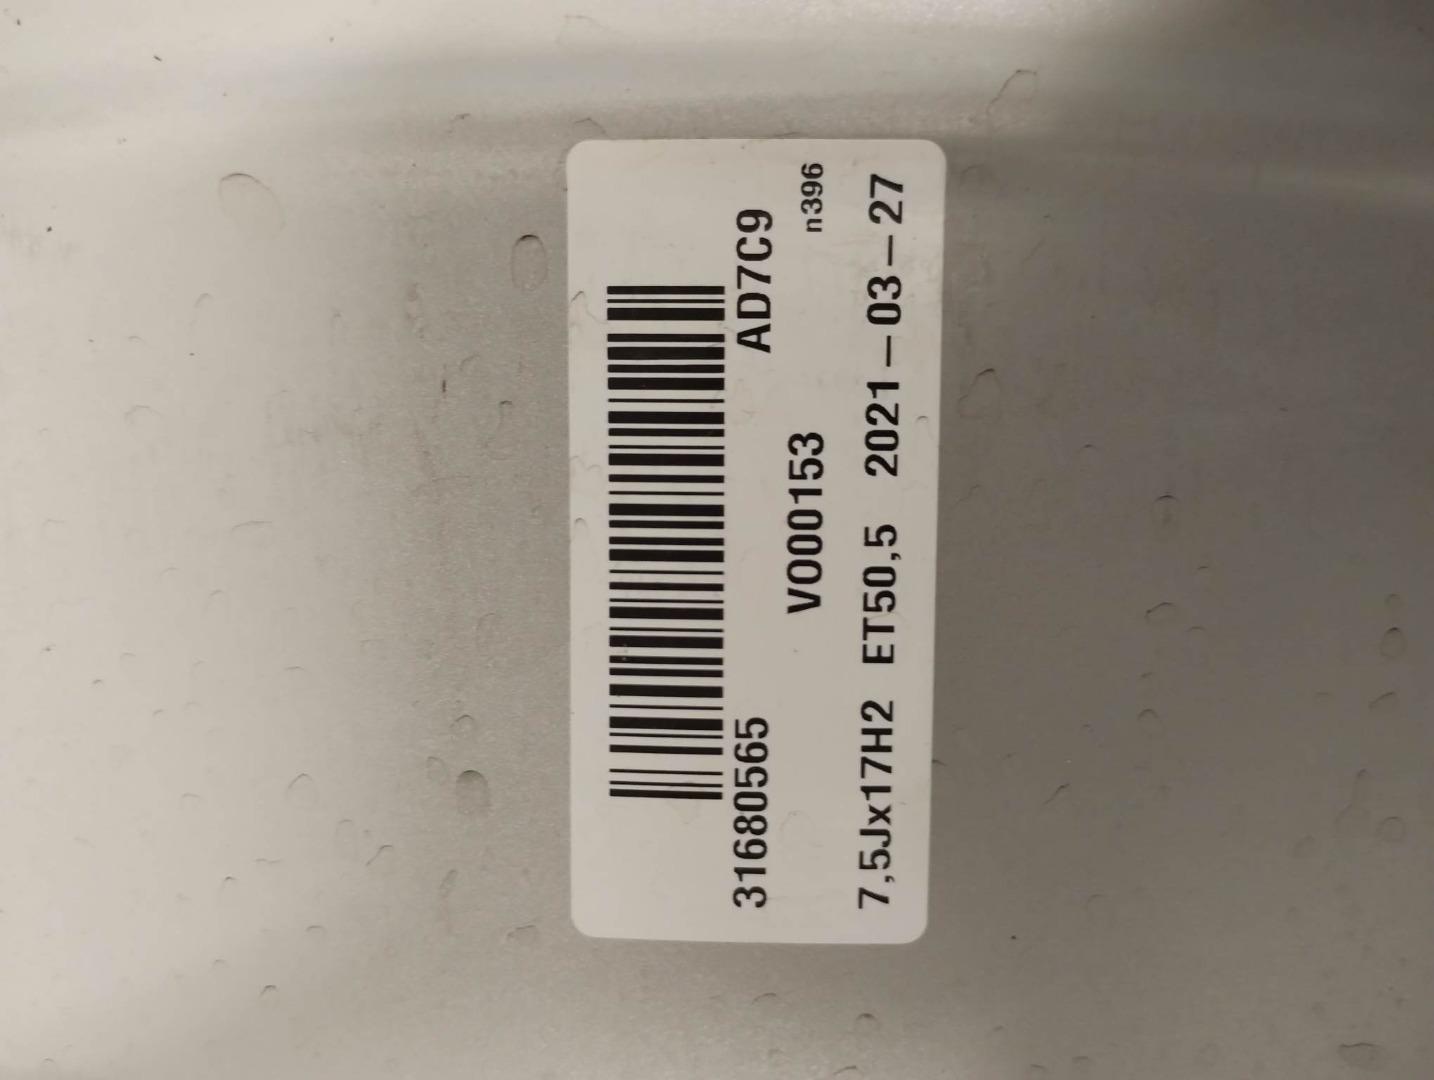 31680565 AD7C9
VO00153
n396
7,5Jx17H2 ET50,5 2021-03-27